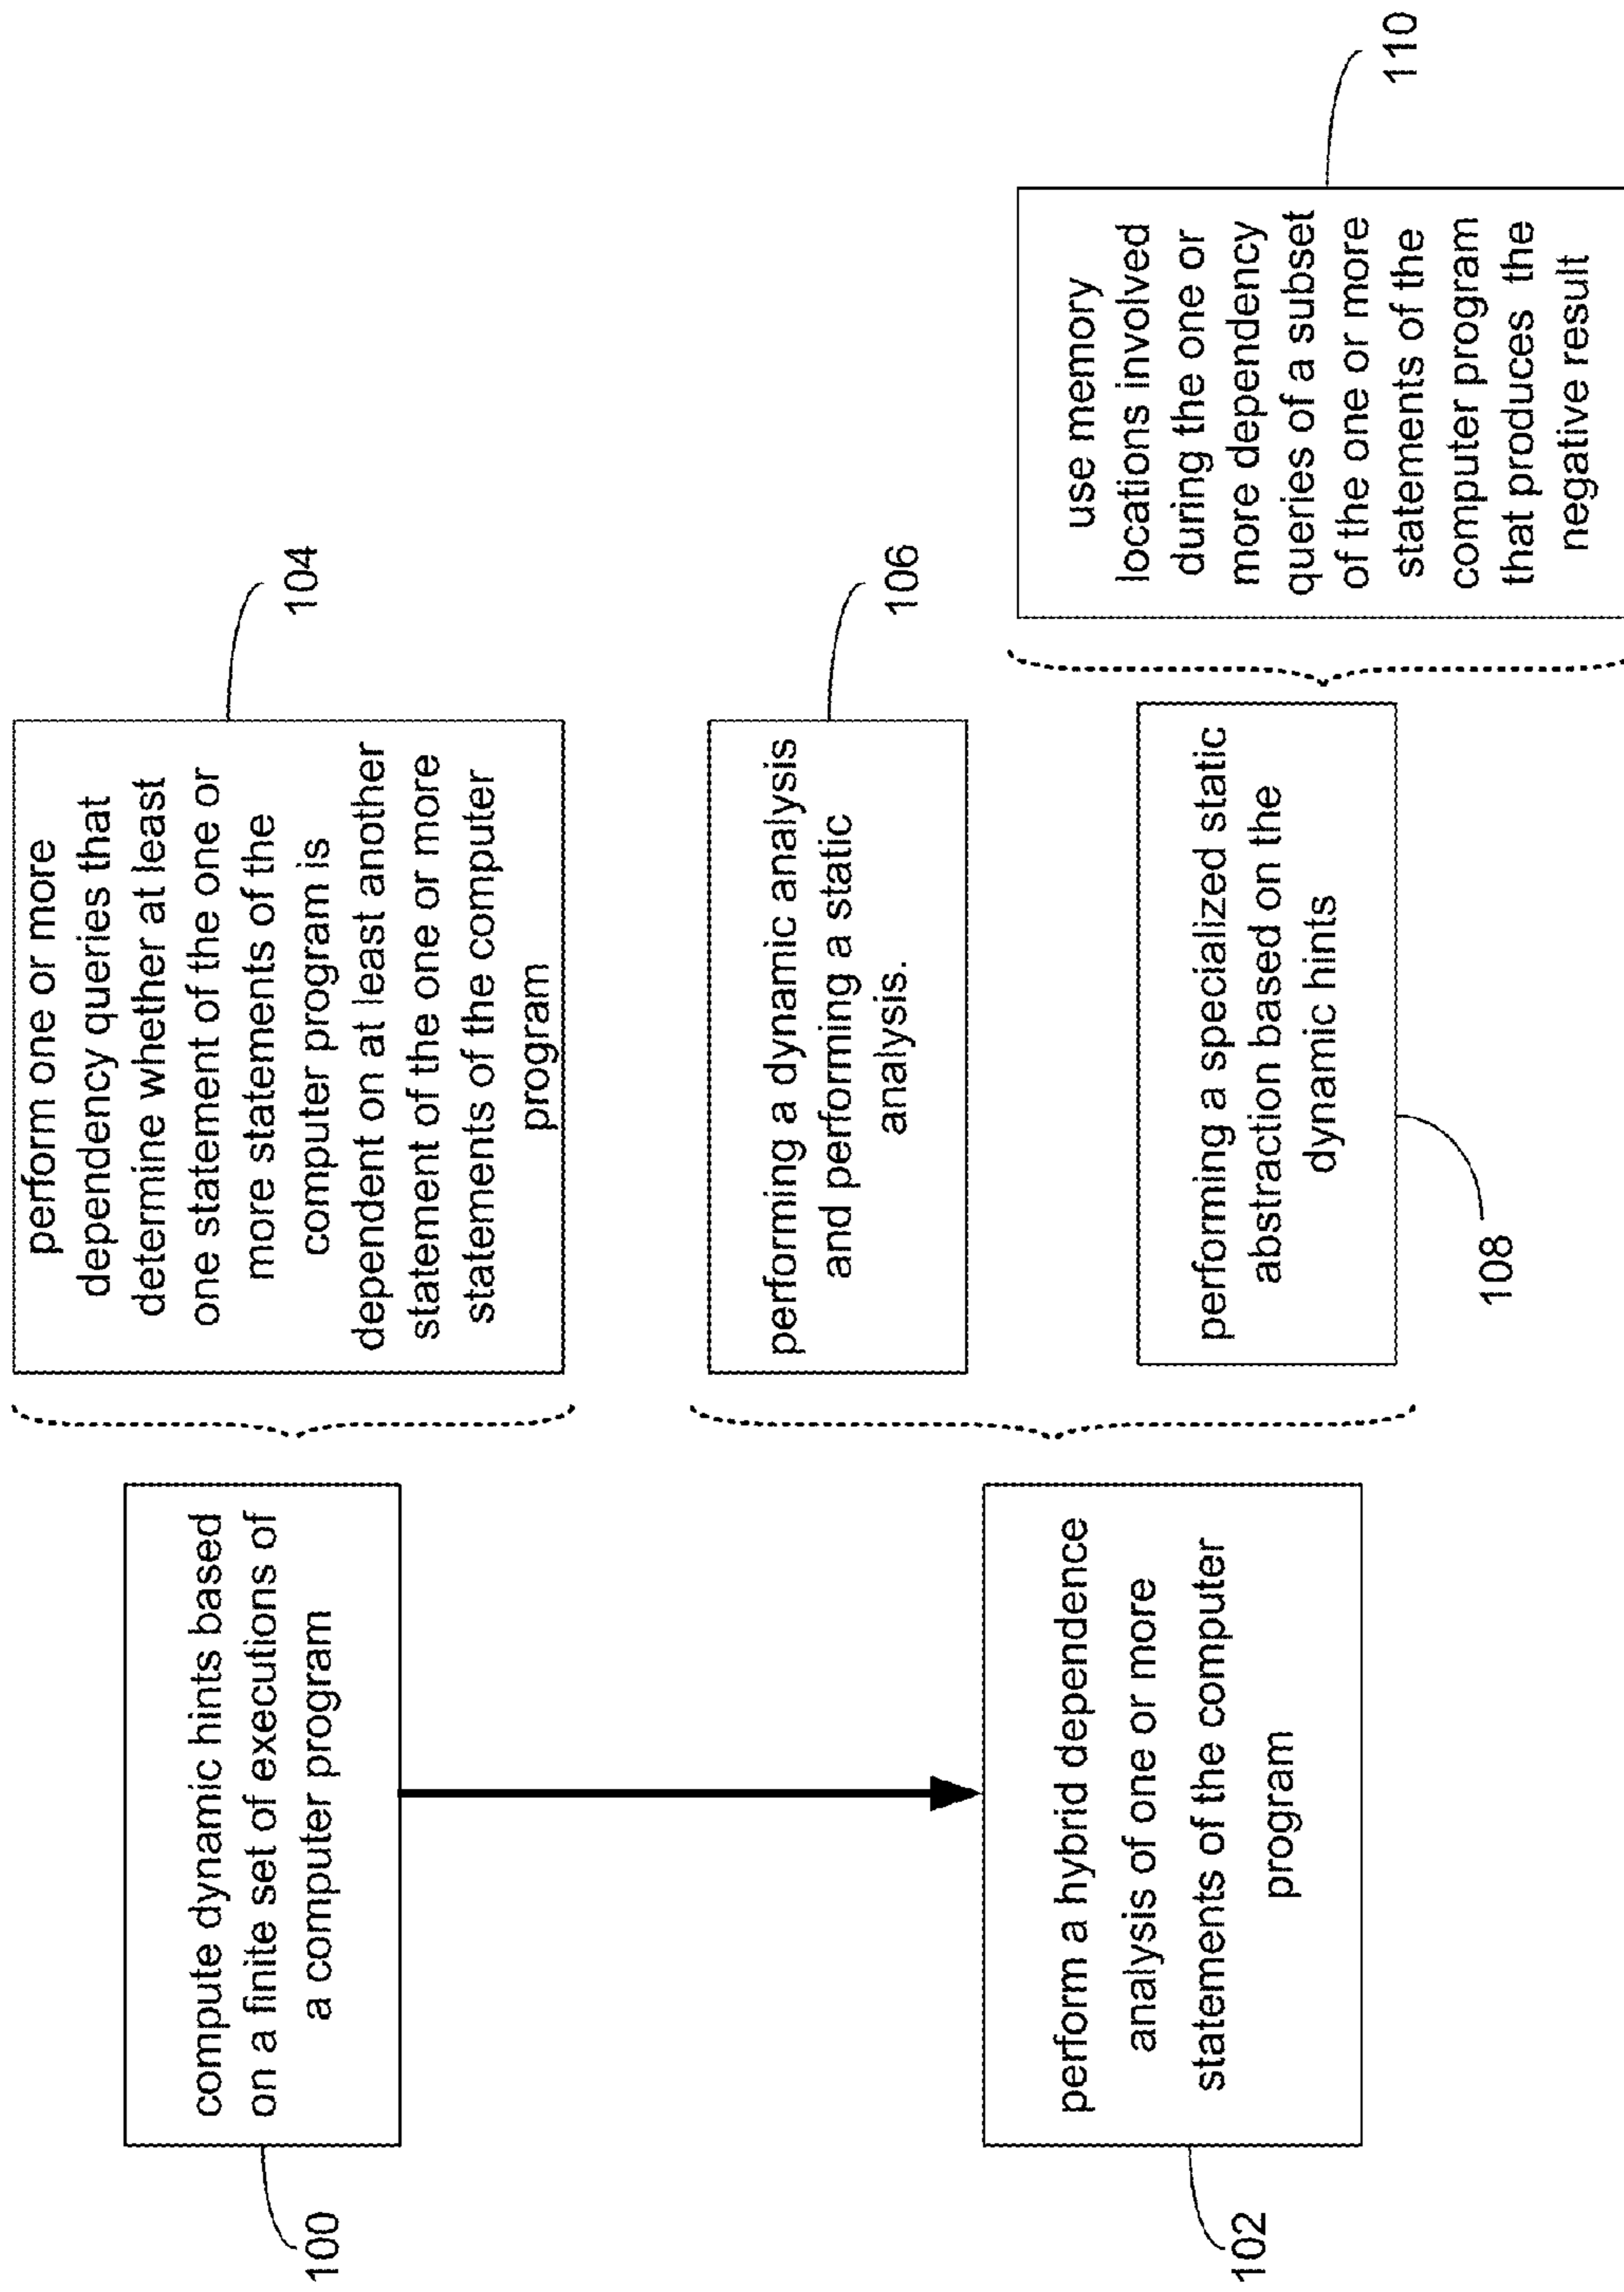 compute dynamic hints based
on a finite set of executions of
a computer program
100
perform one or more
dependency queries that
determine whether at least
one statement of the one or
more statements of the
computer program is
dependent on at least another
statement of the one or more
statements of the computer
program
104
perform a hybrid dependence
analysis of one or more
statements of the computer
program
102
performing a dynamic analysis
and performing a static
analysis.
106
performing a specialized static
abstraction based on the
dynamic hints
108
use memory
locations involved
during the one or
more dependency
queries of a subset
of the one or more
statements of the
computer program
that produces the
negative result
110